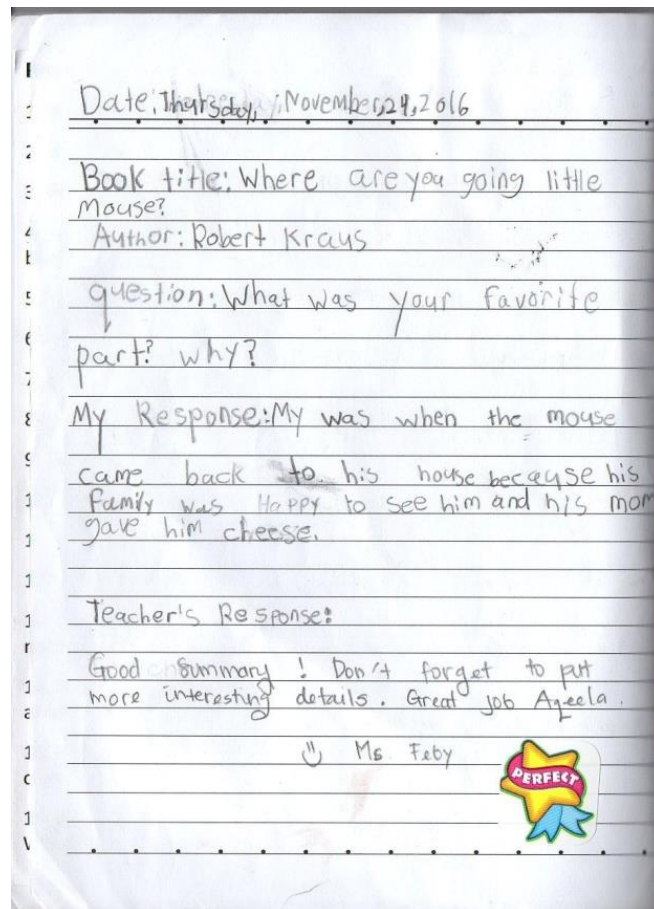 Date: Thursday, November,24,2016
Book title: Where are you going little
Mouse?
Author: Robert Kraus
question: What was your favorite
part? why?
My Response: My was when the mouse
came back to his house because his
family was Happy to see him and his mom
gave him cheese.
Teacher's Response:
Good Summary ! Don't forget to put
more interesting details. Great job Aqeela.
Ms Feby
PERFECT